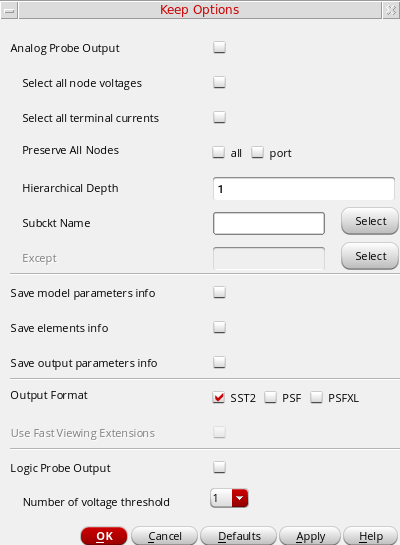 Keep Options
Analog Probe Output
Select all node voltages
Select all terminal currents
Preserve All Nodes all port
Hierarchical Depth 1
Subckt Name Select
Except Select
Save model parameters info
Save elements info
Save output parameters info
Output Format SST2 PSF PSFXL
Use Fast Viewing Extensions
Logic Probe Output
Number of voltage threshold 1
OK Cancel Defaults Apply Help